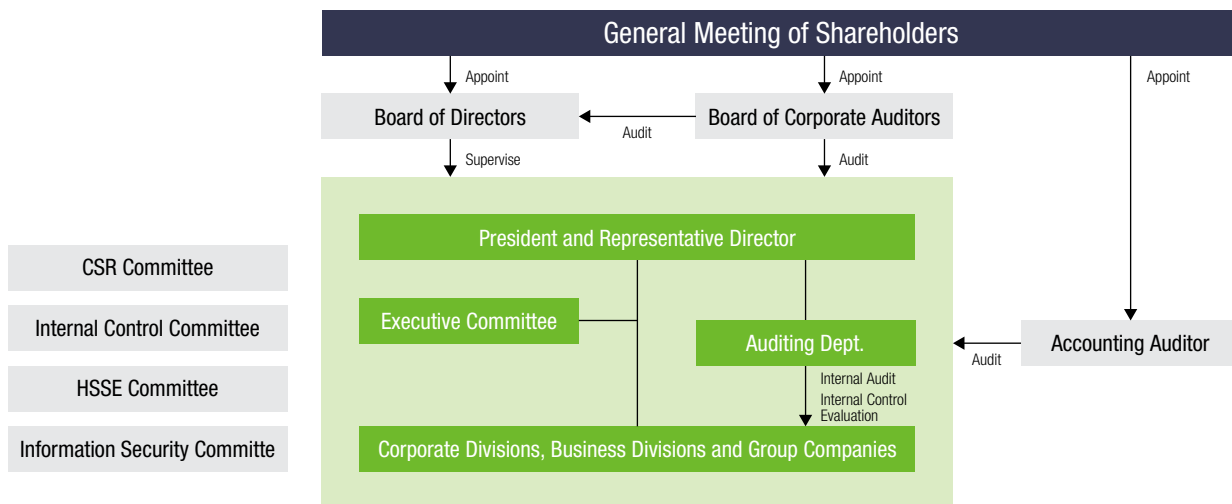 General Meeting of Shareholders
Appoint
Appoint
Appoint
Board of Directors
Audit
Board of Corporate Auditors
Supervise
Audit
President and Representative Director
CSR Committee
Internal Control Committee
HSSE Committee
Information Security Committe
Executive Committee
Auditing Dept.
Audit
Accounting Auditor
Internal Audit
Internal Control
Evaluation
Corporate Divisions, Business Divisions and Group Companies